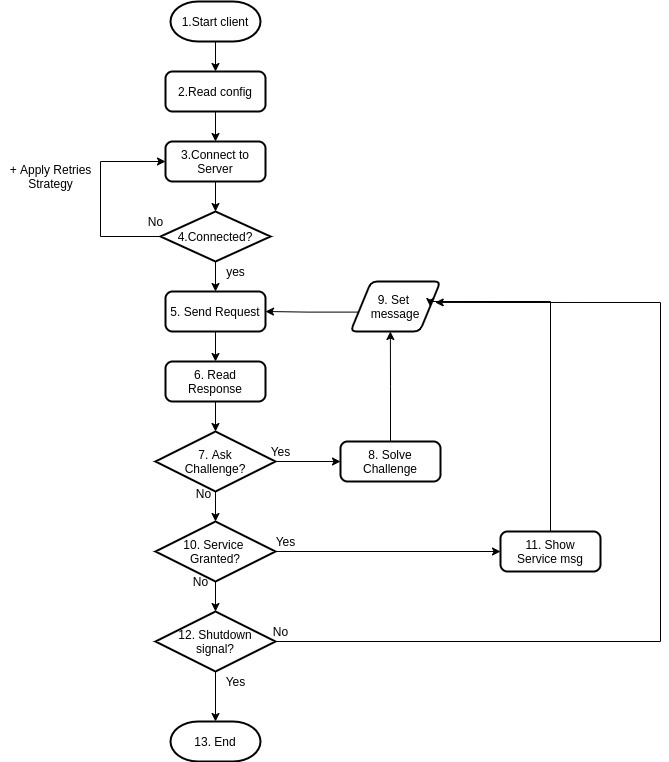 1.Start client
2.Read config
3.Connect to
Server
+ Apply Retries
Strategy
No
4.Connected?
yes
5. Send Request
9. Set
message
6. Read
Response
7. Ask
Challenge?
Yes
8. Solve
Challenge
No
10. Service
Granted?
Yes
11. Show
Service msg
No
12. Shutdown
signal?
No
Yes
13. End